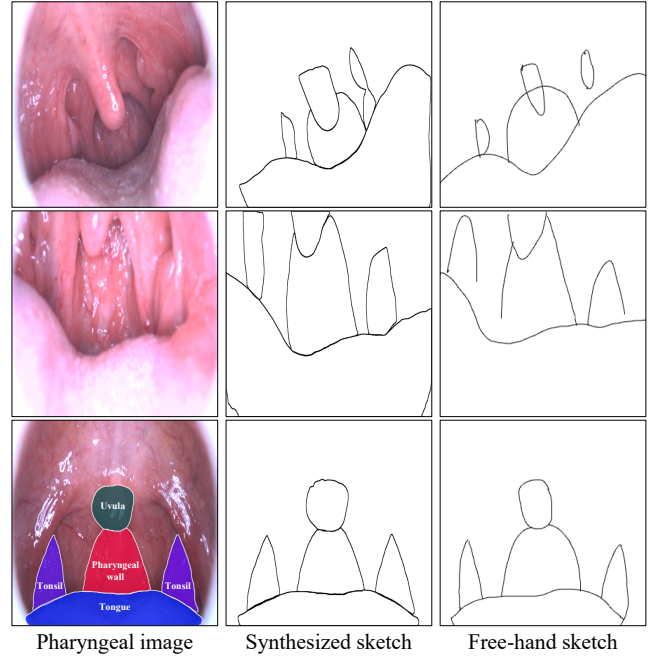 Uvula
Pharyngeal
wall
Tonsil
Tonsil
Tongue
Pharyngeal image
Synthesized sketch
Free-hand sketch